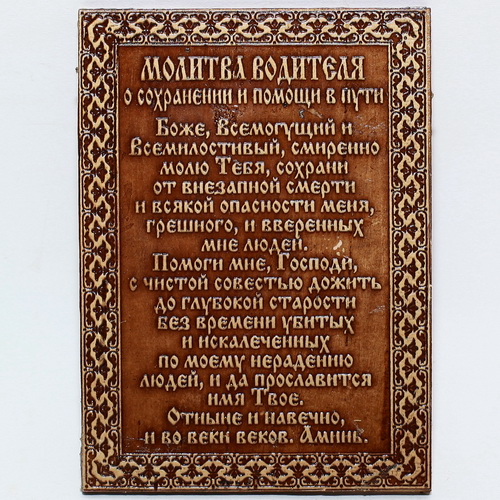 МОЛИТВА ВОДИТЕЛЯ
О СОХРАНЕНИИ И ПОМОЩИ В ПУТИ
Боже, Всемогущий и
Всемилостивый, смиренно
молю Тебя, сохрани
от внезапной смерти
и всякой опасности меня,
грешного, и вверенных
мне людей.
Помоги мне, Господи,
с чистой совестью дожить
до глубокой старости
без времени убитых
и искалеченных
по моему нерадению
людей, и да прославится
имя Твое.
Отныне и навечно,
и во веки веков. Аминь.